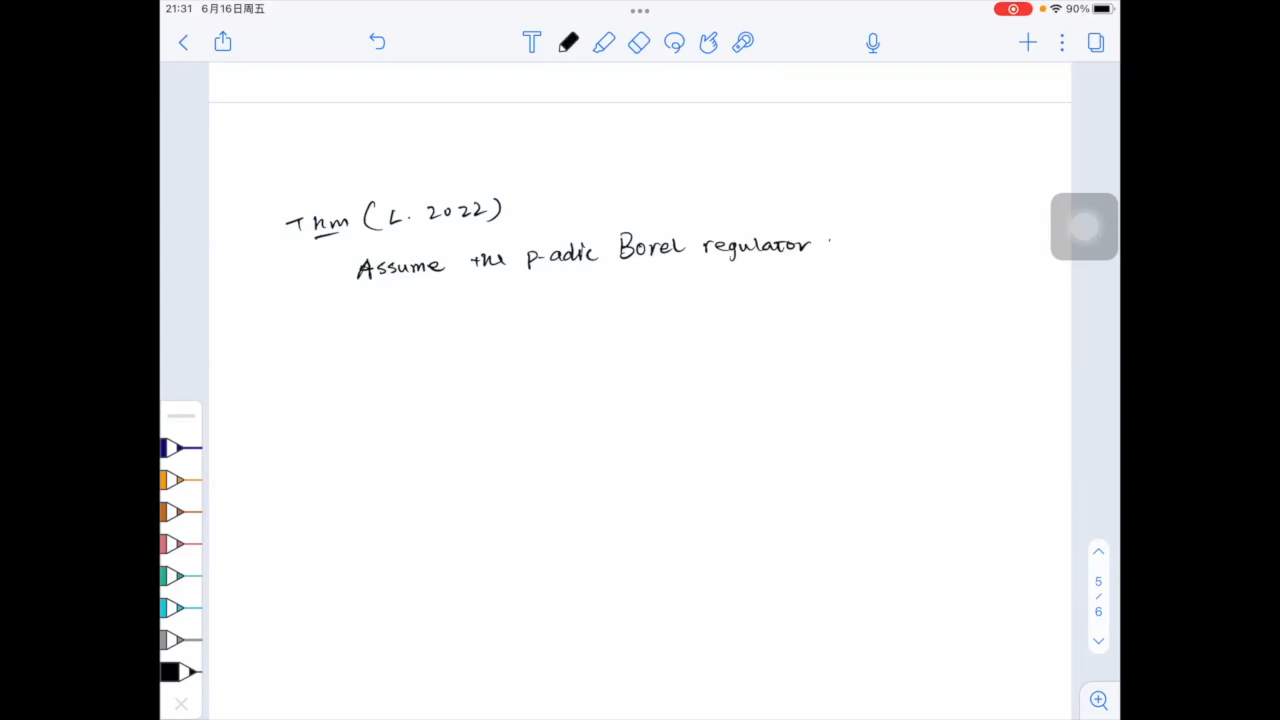 21:31 6月16日周五
90%
Thm (L. 2022)
Assume the p-adic Borel regulator
5
/
6